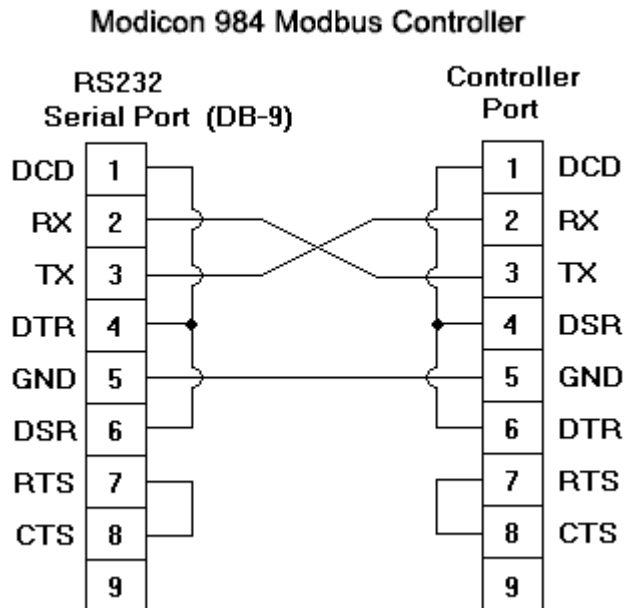 Modicon 984 Modbus Controller
RS232
Serial Port (DB-9)
Controller
Port
DCD 1 1 DCD
RX 2 2 RX
TX 3 3 TX
DTR 4 4 DSR
GND 5 5 GND
DSR 6 6 DTR
RTS 7 7 RTS
CTS 8 8 CTS
9 9